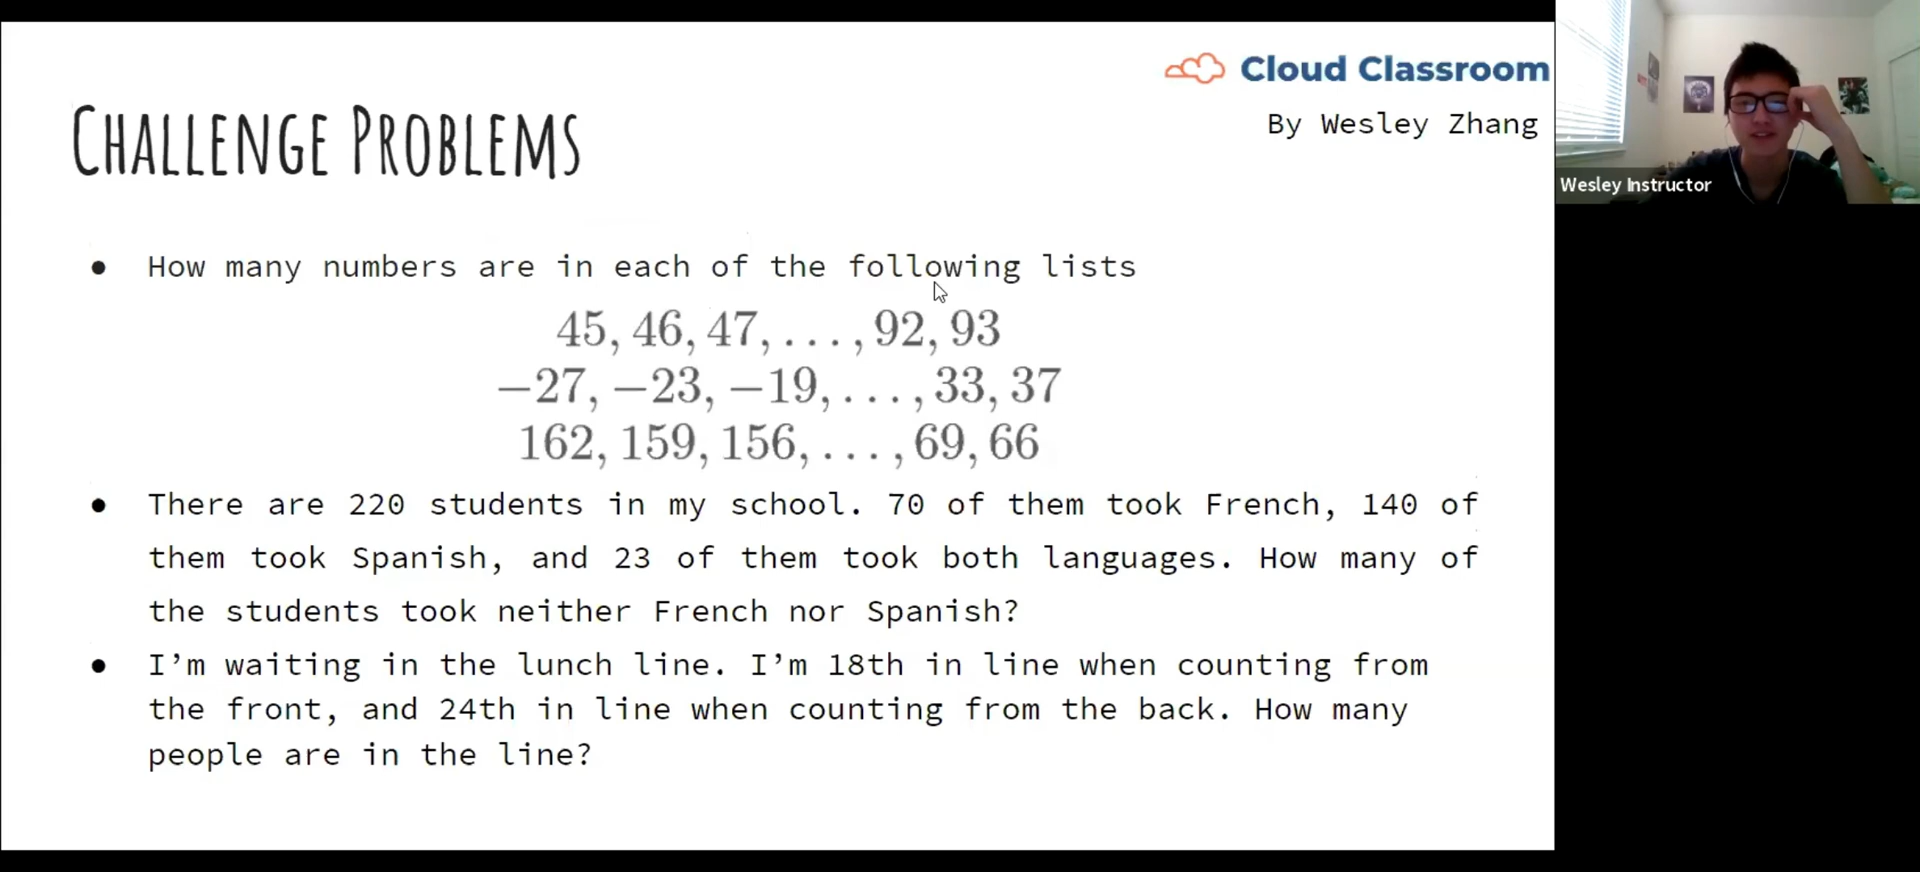 Cloud Classroom
By Wesley Zhang
CHALLENGE PROBLEMS
Wesley Instructor
● How many numbers are in each of the following lists
45, 46, 47, . . . , 92, 93
−27, −23, −19, . . . , 33, 37
162, 159, 156, . . . , 69, 66
● There are 220 students in my school. 70 of them took French, 140 of
them took Spanish, and 23 of them took both languages. How many of
the students took neither French nor Spanish?
● I’m waiting in the lunch line. I’m 18th in line when counting from
the front, and 24th in line when counting from the back. How many
people are in the line?